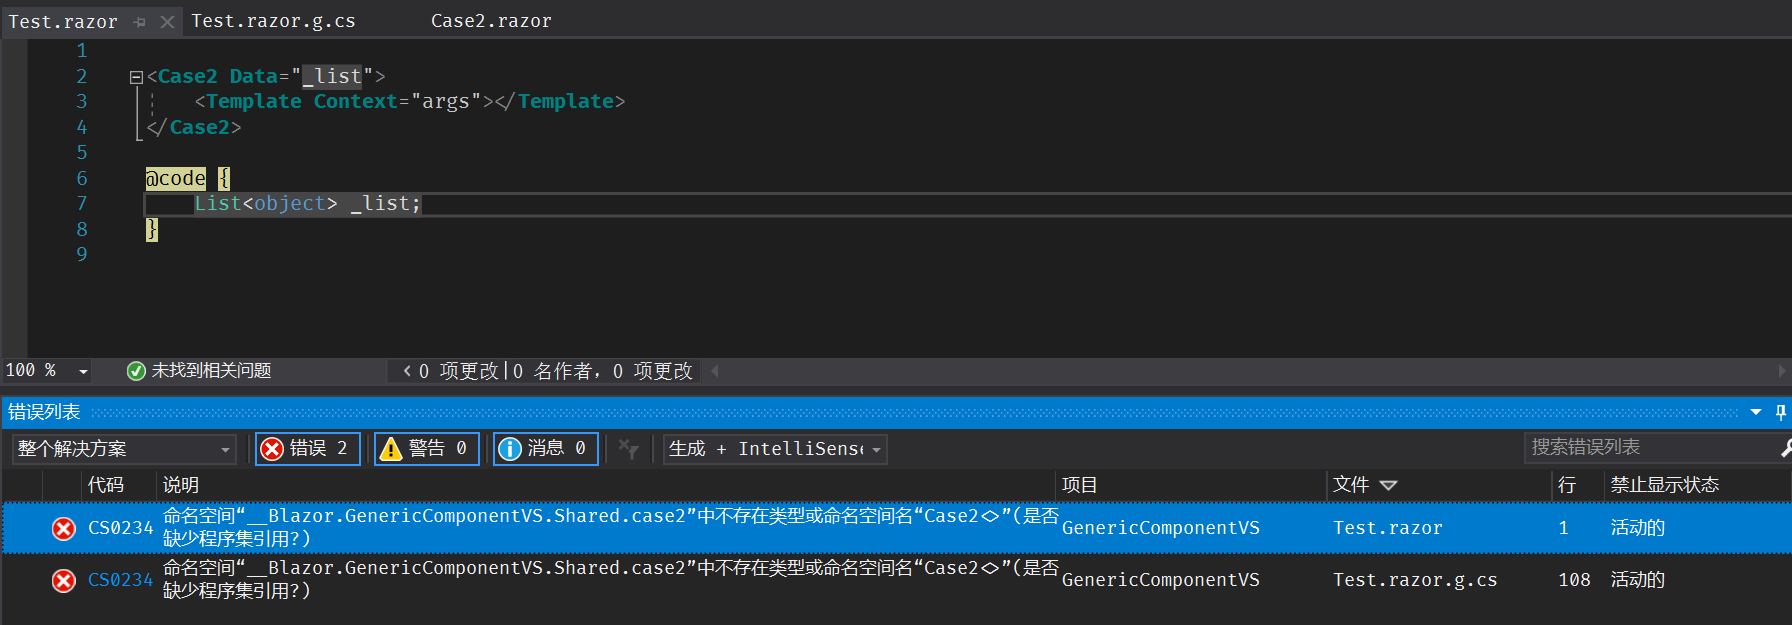 Test.razor Test.razor.g.cs Case2.razor
1
2 <Case2 Data="_list">
3 <Template Context="args"></Template>
4 </Case2>
5
6 @code {
7 List<object> _list;
8 }
9
100 % 未找到相关问题 0 项更改|0 名作者, 0 项更改
错误列表
整个解决方案 错误 2 警告 0 消息 0 生成 + IntelliSense 搜索错误列表
代码 说明 项目 文件 行 禁止显示状态
CS0234 命名空间“__Blazor.GenericComponentVS.Shared.case2”中不存在类型或命名空间名“Case2<>”(是否 GenericComponentVS Test.razor 1 活动的
缺少程序集引用?)
CS0234 命名空间“__Blazor.GenericComponentVS.Shared.case2”中不存在类型或命名空间名“Case2<>”(是否 GenericComponentVS Test.razor.g.cs 108 活动的
缺少程序集引用?)